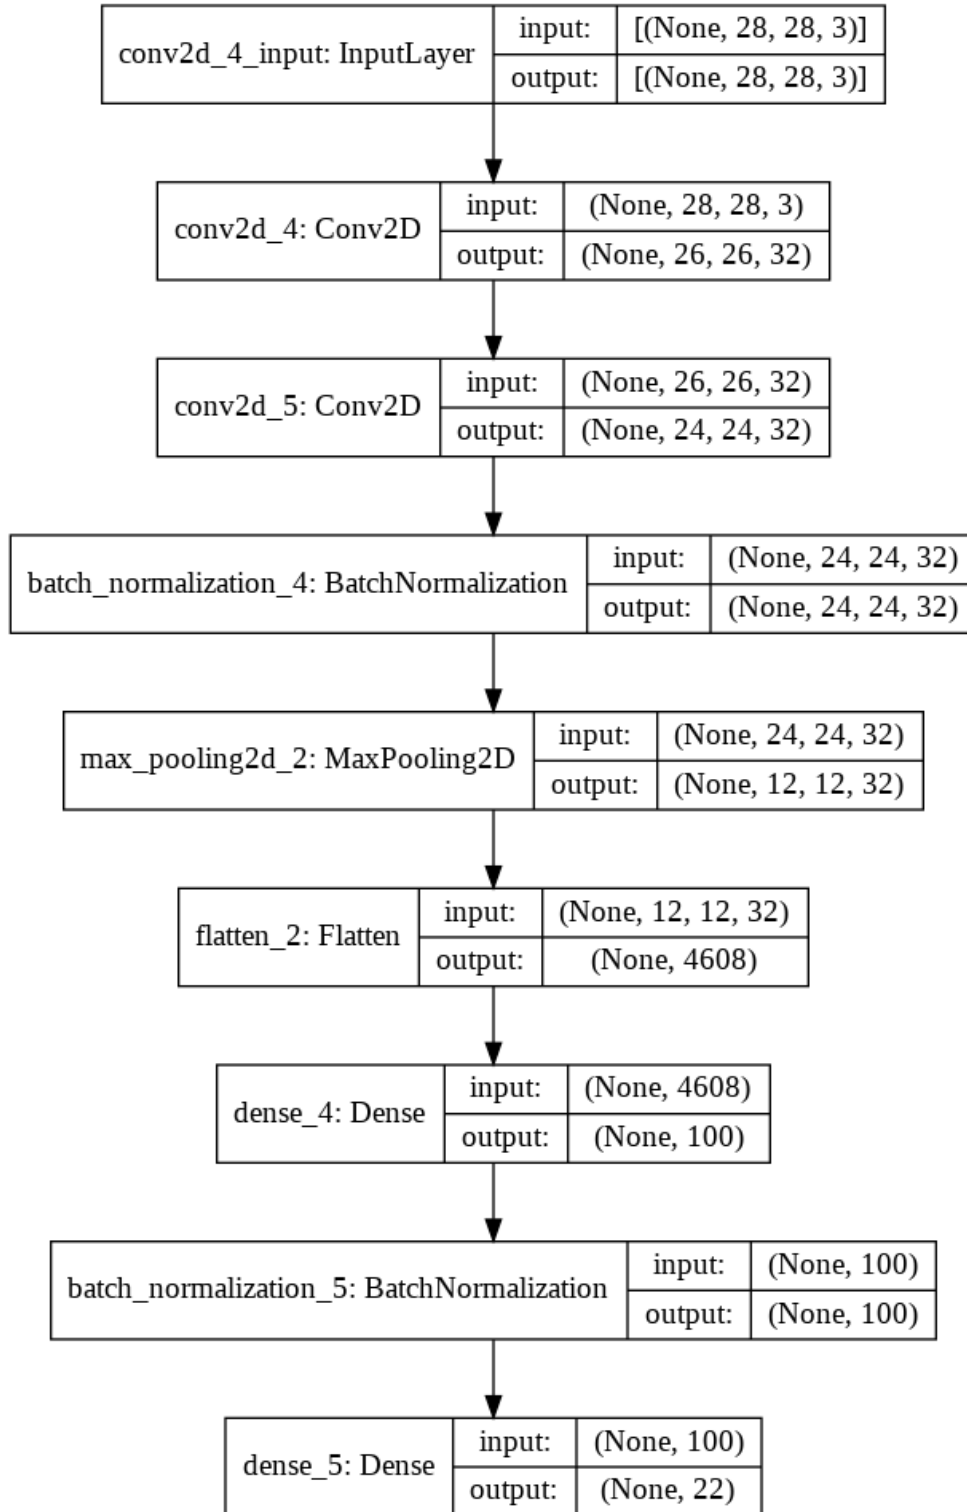 conv2d_4_input: InputLayer
input: [(None, 28, 28, 3)]
output: [(None, 28, 28, 3)]
conv2d_4: Conv2D
input: (None, 28, 28, 3)
output: (None, 26, 26, 32)
conv2d_5: Conv2D
input: (None, 26, 26, 32)
output: (None, 24, 24, 32)
batch_normalization_4: BatchNormalization
input: (None, 24, 24, 32)
output: (None, 24, 24, 32)
max_pooling2d_2: MaxPooling2D
input: (None, 24, 24, 32)
output: (None, 12, 12, 32)
flatten_2: Flatten
input: (None, 12, 12, 32)
output: (None, 4608)
dense_4: Dense
input: (None, 4608)
output: (None, 100)
batch_normalization_5: BatchNormalization
input: (None, 100)
output: (None, 100)
dense_5: Dense
input: (None, 100)
output: (None, 22)